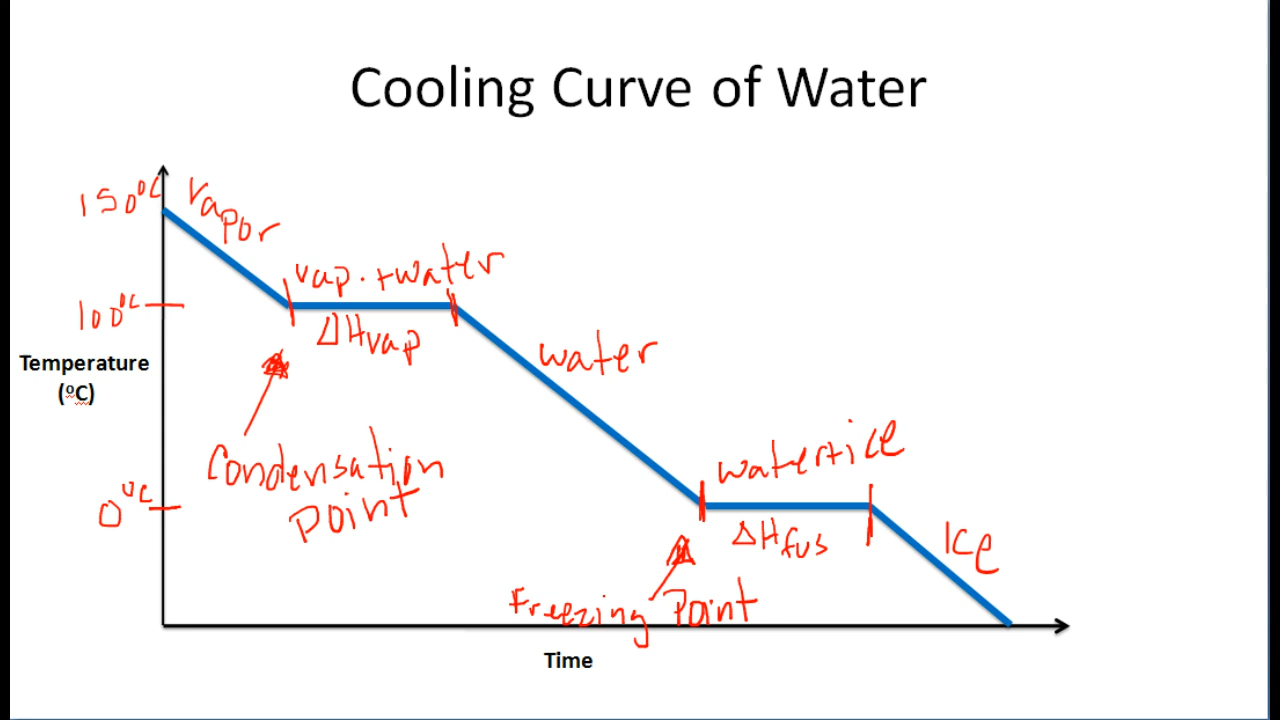 Cooling Curve of Water
150°C
Vapor
vap. + water
100°C
ΔHvap
Temperature
(ºC)
water
Condensation
Point
water + ice
0°C
ΔHfus
Ice
Freezing Point
Time